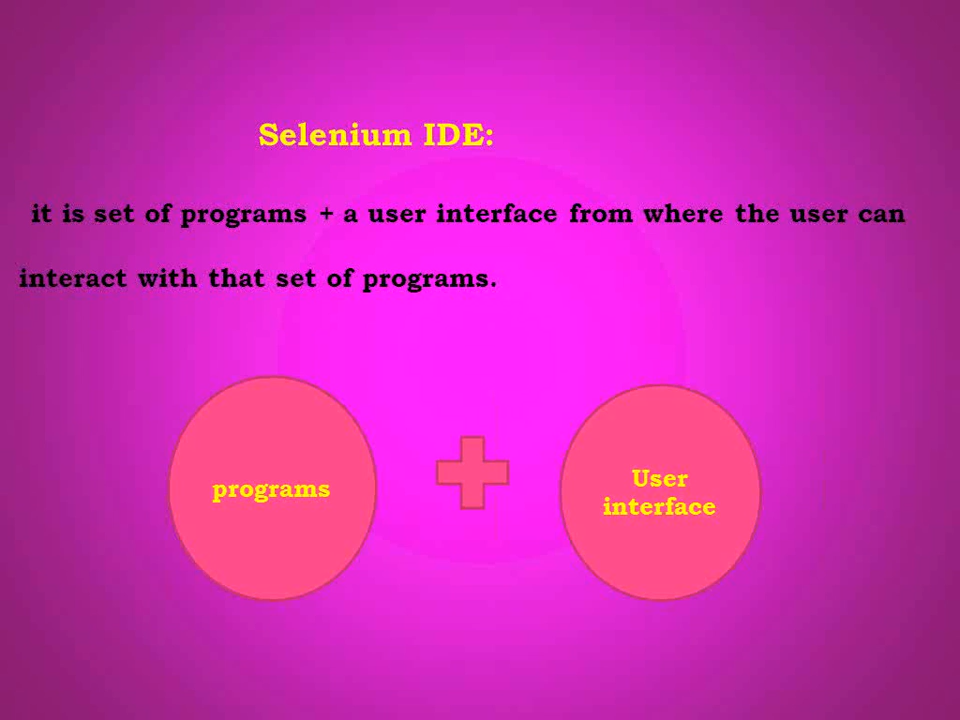 Selenium IDE:
it is set of programs + a user interface from where the user can
interact with that set of programs.
programs
User
interface